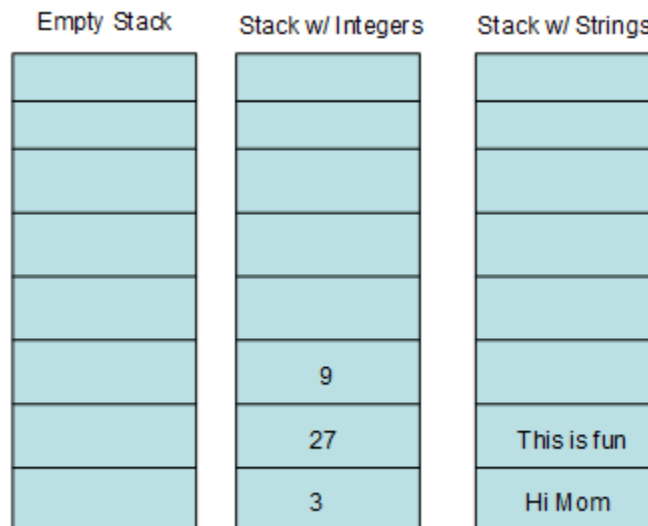 Empty Stack
Stack w/ Integers
Stack w/ Strings
9
27
This is fun
3
Hi Mom